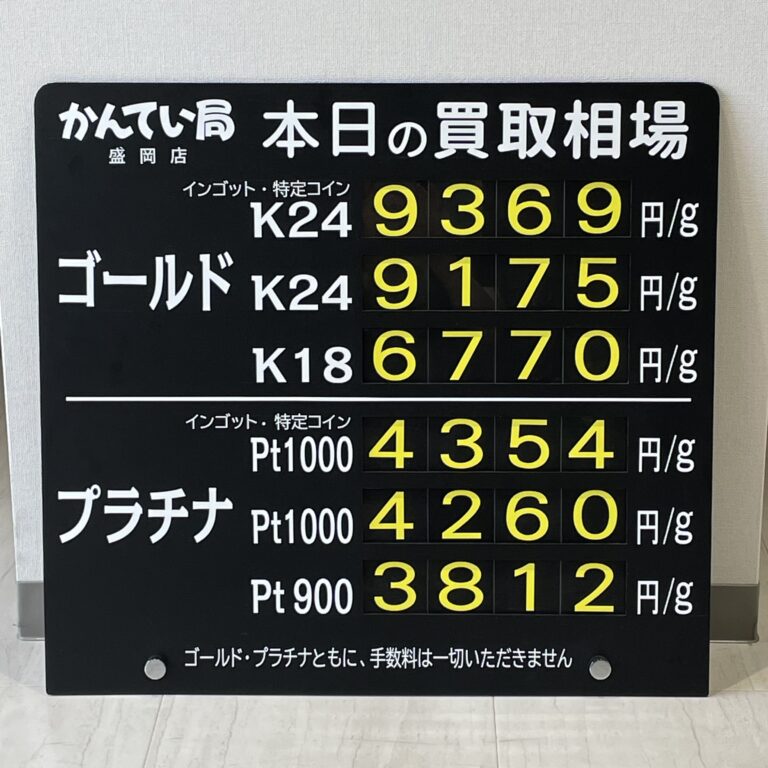 かんてい局 本日の買取相場
盛岡店
インゴット・特定コイン
K24 9369 円/g
ゴールド K24 9175 円/g
K18 6770 円/g
インゴット・特定コイン
Pt1000 4354 円/g
プラチナ Pt1000 4260 円/g
Pt900 3812 円/g
ゴールド・プラチナともに、手数料は一切いただきません